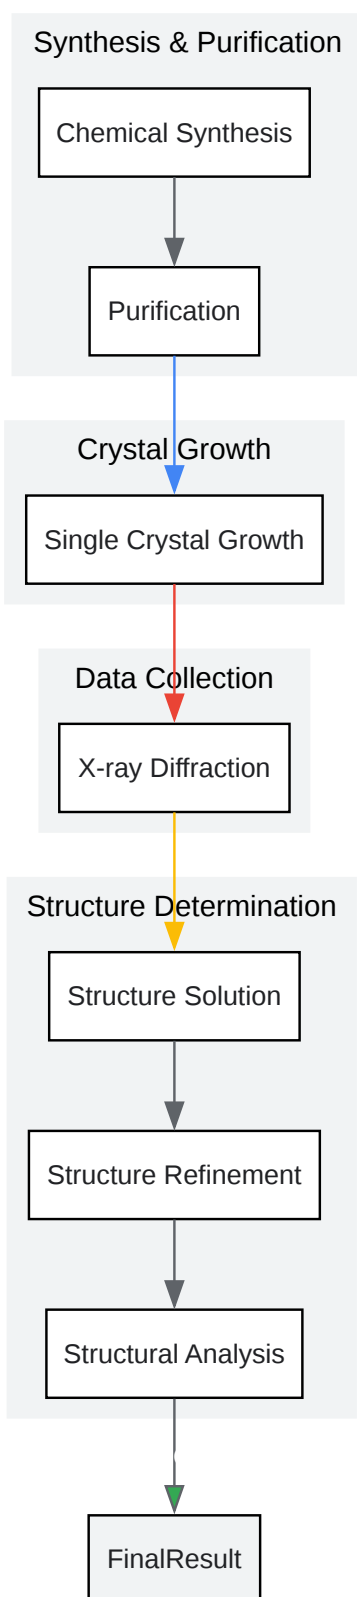 Synthesis & Purification
Chemical Synthesis
Purification
Crystal Growth
Single Crystal Growth
Data Collection
X-ray Diffraction
Structure Determination
Structure Solution
Structure Refinement
Structural Analysis
FinalResult